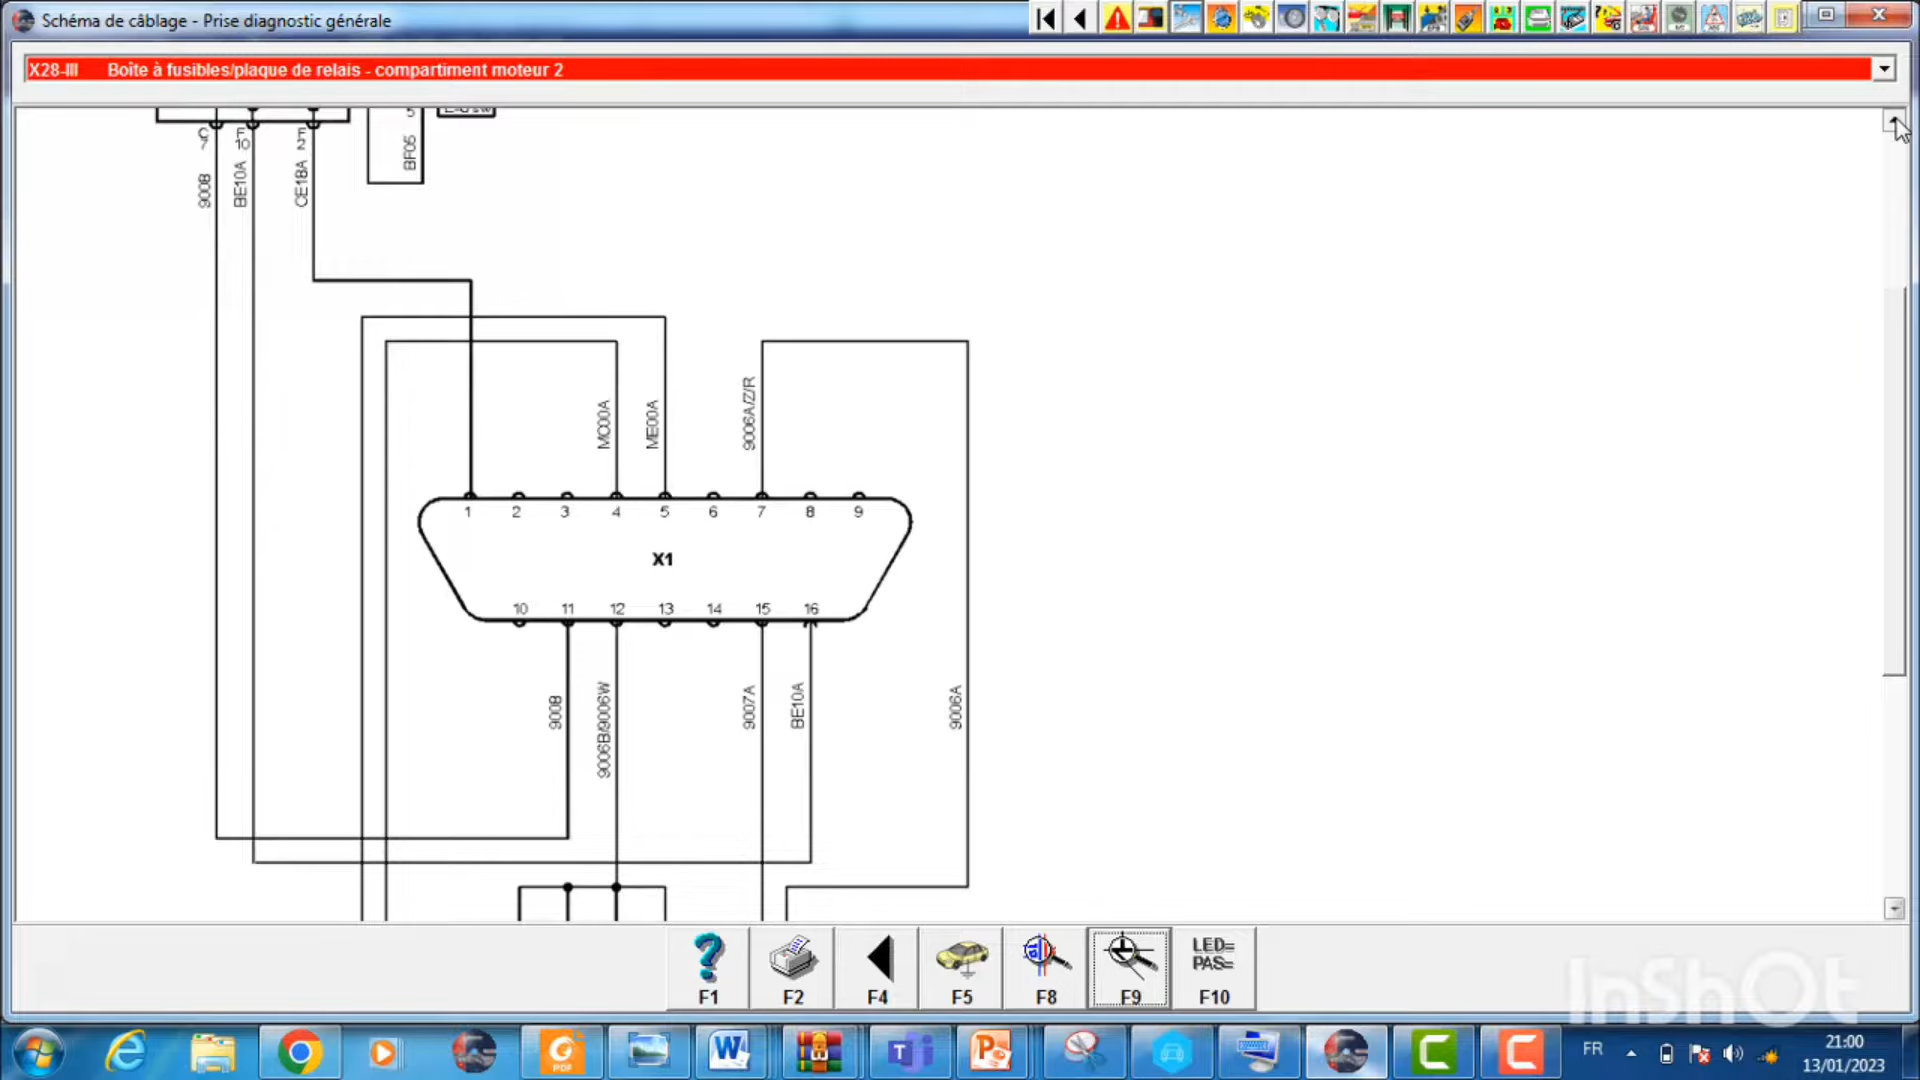 Schéma de câblage - Prise diagnostic générale
X28-III Boîte à fusibles/plaque de relais - compartiment moteur 2
5
C
7
F
10
F
2
900B
BE10A
CE18A
BF05
MC00A
ME00A
9006A/Z/R
1 2 3 4 5 6 7 8 9
X1
10 11 12 13 14 15 16
900B
9006B/9006W
9007A
BE10A
9006A
F1
F2
F4
F5
F8
F9
LED=
PAS=
F10
InShOt
FR
21:00
13/01/2023